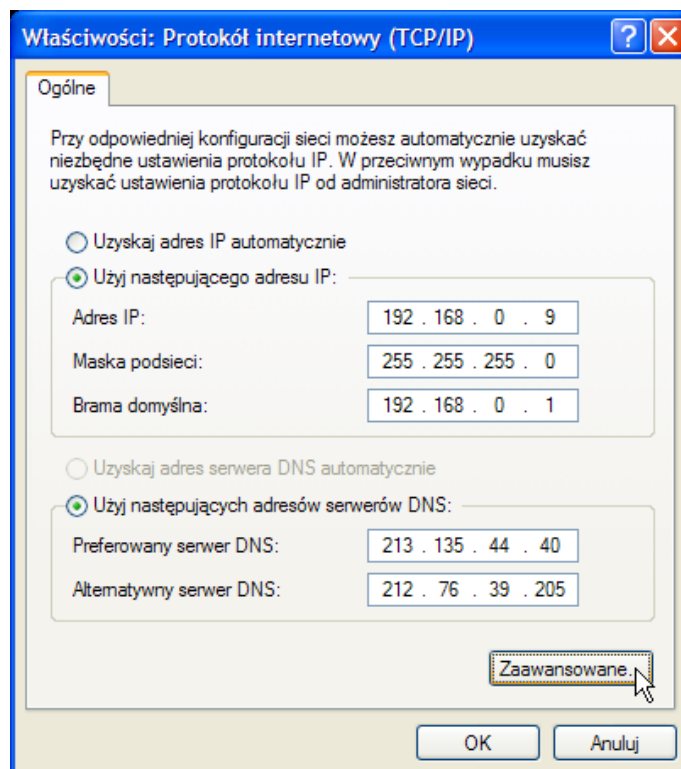 Właściwości: Protokół internetowy (TCP/IP)
Ogólne
Przy odpowiedniej konfiguracji sieci możesz automatycznie uzyskać
niezbędne ustawienia protokołu IP. W przeciwnym wypadku musisz
uzyskać ustawienia protokołu IP od administratora sieci.
Uzyskaj adres IP automatycznie
Użyj następującego adresu IP:
Adres IP: 192 . 168 . 0 . 9
Maska podsieci: 255 . 255 . 255 . 0
Brama domyślna: 192 . 168 . 0 . 1
Uzyskaj adres serwera DNS automatycznie
Użyj następujących adresów serwerów DNS:
Preferowany serwer DNS: 213 . 135 . 44 . 40
Alternatywny serwer DNS: 212 . 76 . 39 . 205
Zaawansowane...
OK Anuluj